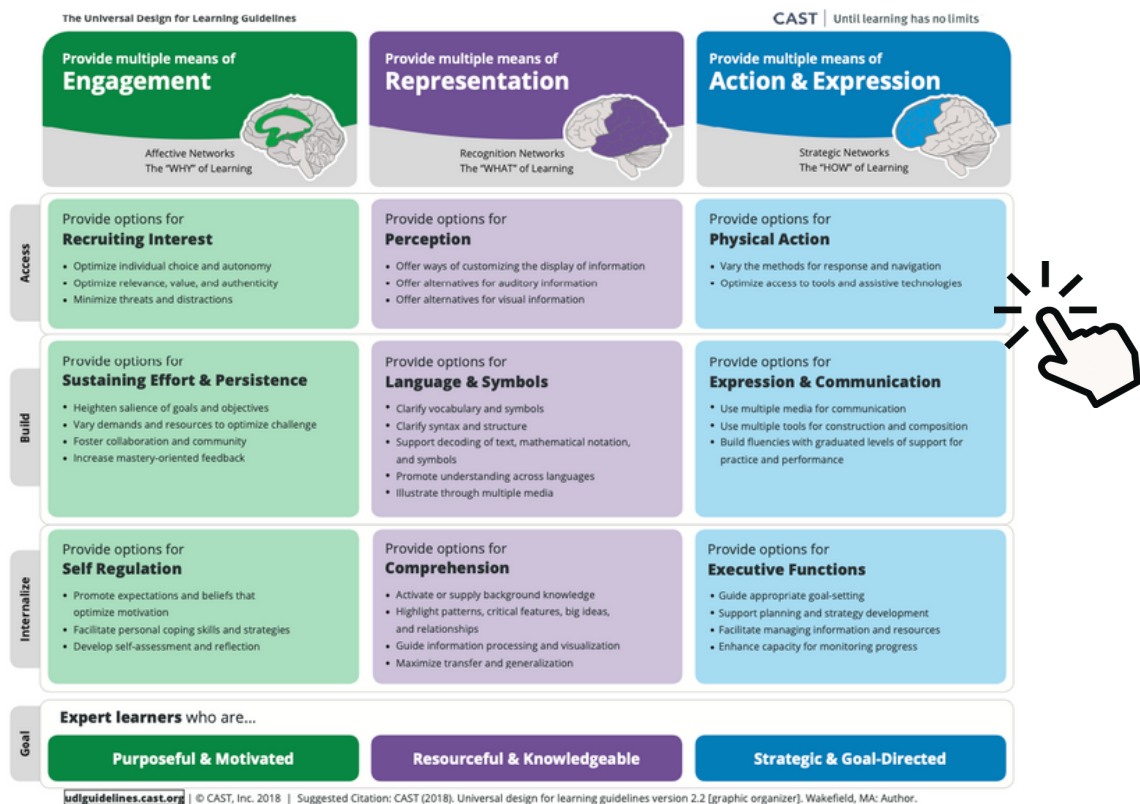 The Universal Design for Learning Guidelines
CAST | Until learning has no limits
Provide multiple means of
Engagement
Affective Networks
The "WHY" of Learning
Provide multiple means of
Representation
Recognition Networks
The "WHAT" of Learning
Provide multiple means of
Action & Expression
Strategic Networks
The "HOW" of Learning
Access
Provide options for
Recruiting Interest
• Optimize individual choice and autonomy
• Optimize relevance, value, and authenticity
• Minimize threats and distractions
Provide options for
Perception
• Offer ways of customizing the display of information
• Offer alternatives for auditory information
• Offer alternatives for visual information
Provide options for
Physical Action
• Vary the methods for response and navigation
• Optimize access to tools and assistive technologies
Build
Provide options for
Sustaining Effort & Persistence
• Heighten salience of goals and objectives
• Vary demands and resources to optimize challenge
• Foster collaboration and community
• Increase mastery-oriented feedback
Provide options for
Language & Symbols
• Clarify vocabulary and symbols
• Clarify syntax and structure
• Support decoding of text, mathematical notation,
and symbols
• Promote understanding across languages
• Illustrate through multiple media
Provide options for
Expression & Communication
• Use multiple media for communication
• Use multiple tools for construction and composition
• Build fluencies with graduated levels of support for
practice and performance
Internalize
Provide options for
Self Regulation
• Promote expectations and beliefs that
optimize motivation
• Facilitate personal coping skills and strategies
• Develop self-assessment and reflection
Provide options for
Comprehension
• Activate or supply background knowledge
• Highlight patterns, critical features, big ideas,
and relationships
• Guide information processing and visualization
• Maximize transfer and generalization
Provide options for
Executive Functions
• Guide appropriate goal-setting
• Support planning and strategy development
• Facilitate managing information and resources
• Enhance capacity for monitoring progress
Goal
Expert learners who are...
Purposeful & Motivated
Resourceful & Knowledgeable
Strategic & Goal-Directed
udlguidelines.cast.org | © CAST, Inc. 2018 | Suggested Citation: CAST (2018). Universal design for learning guidelines version 2.2 [graphic organizer]. Wakefield, MA: Author.